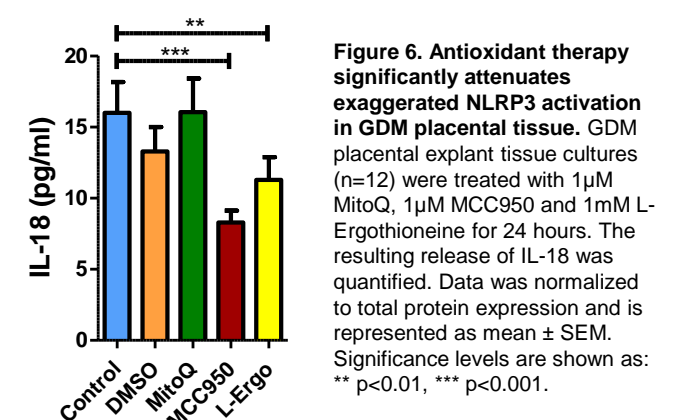 **
***
20
15
10
5
0
IL-18 (pg/ml)
Control
DMSO
MitoQ
MCC950
L-Ergo
Figure 6. Antioxidant therapy
significantly attenuates
exaggerated NLRP3 activation
in GDM placental tissue. GDM
placental explant tissue cultures
(n=12) were treated with 1µM
MitoQ, 1µM MCC950 and 1mM L-
Ergothioneine for 24 hours. The
resulting release of IL-18 was
quantified. Data was normalized
to total protein expression and is
represented as mean ± SEM.
Significance levels are shown as:
** p<0.01, *** p<0.001.